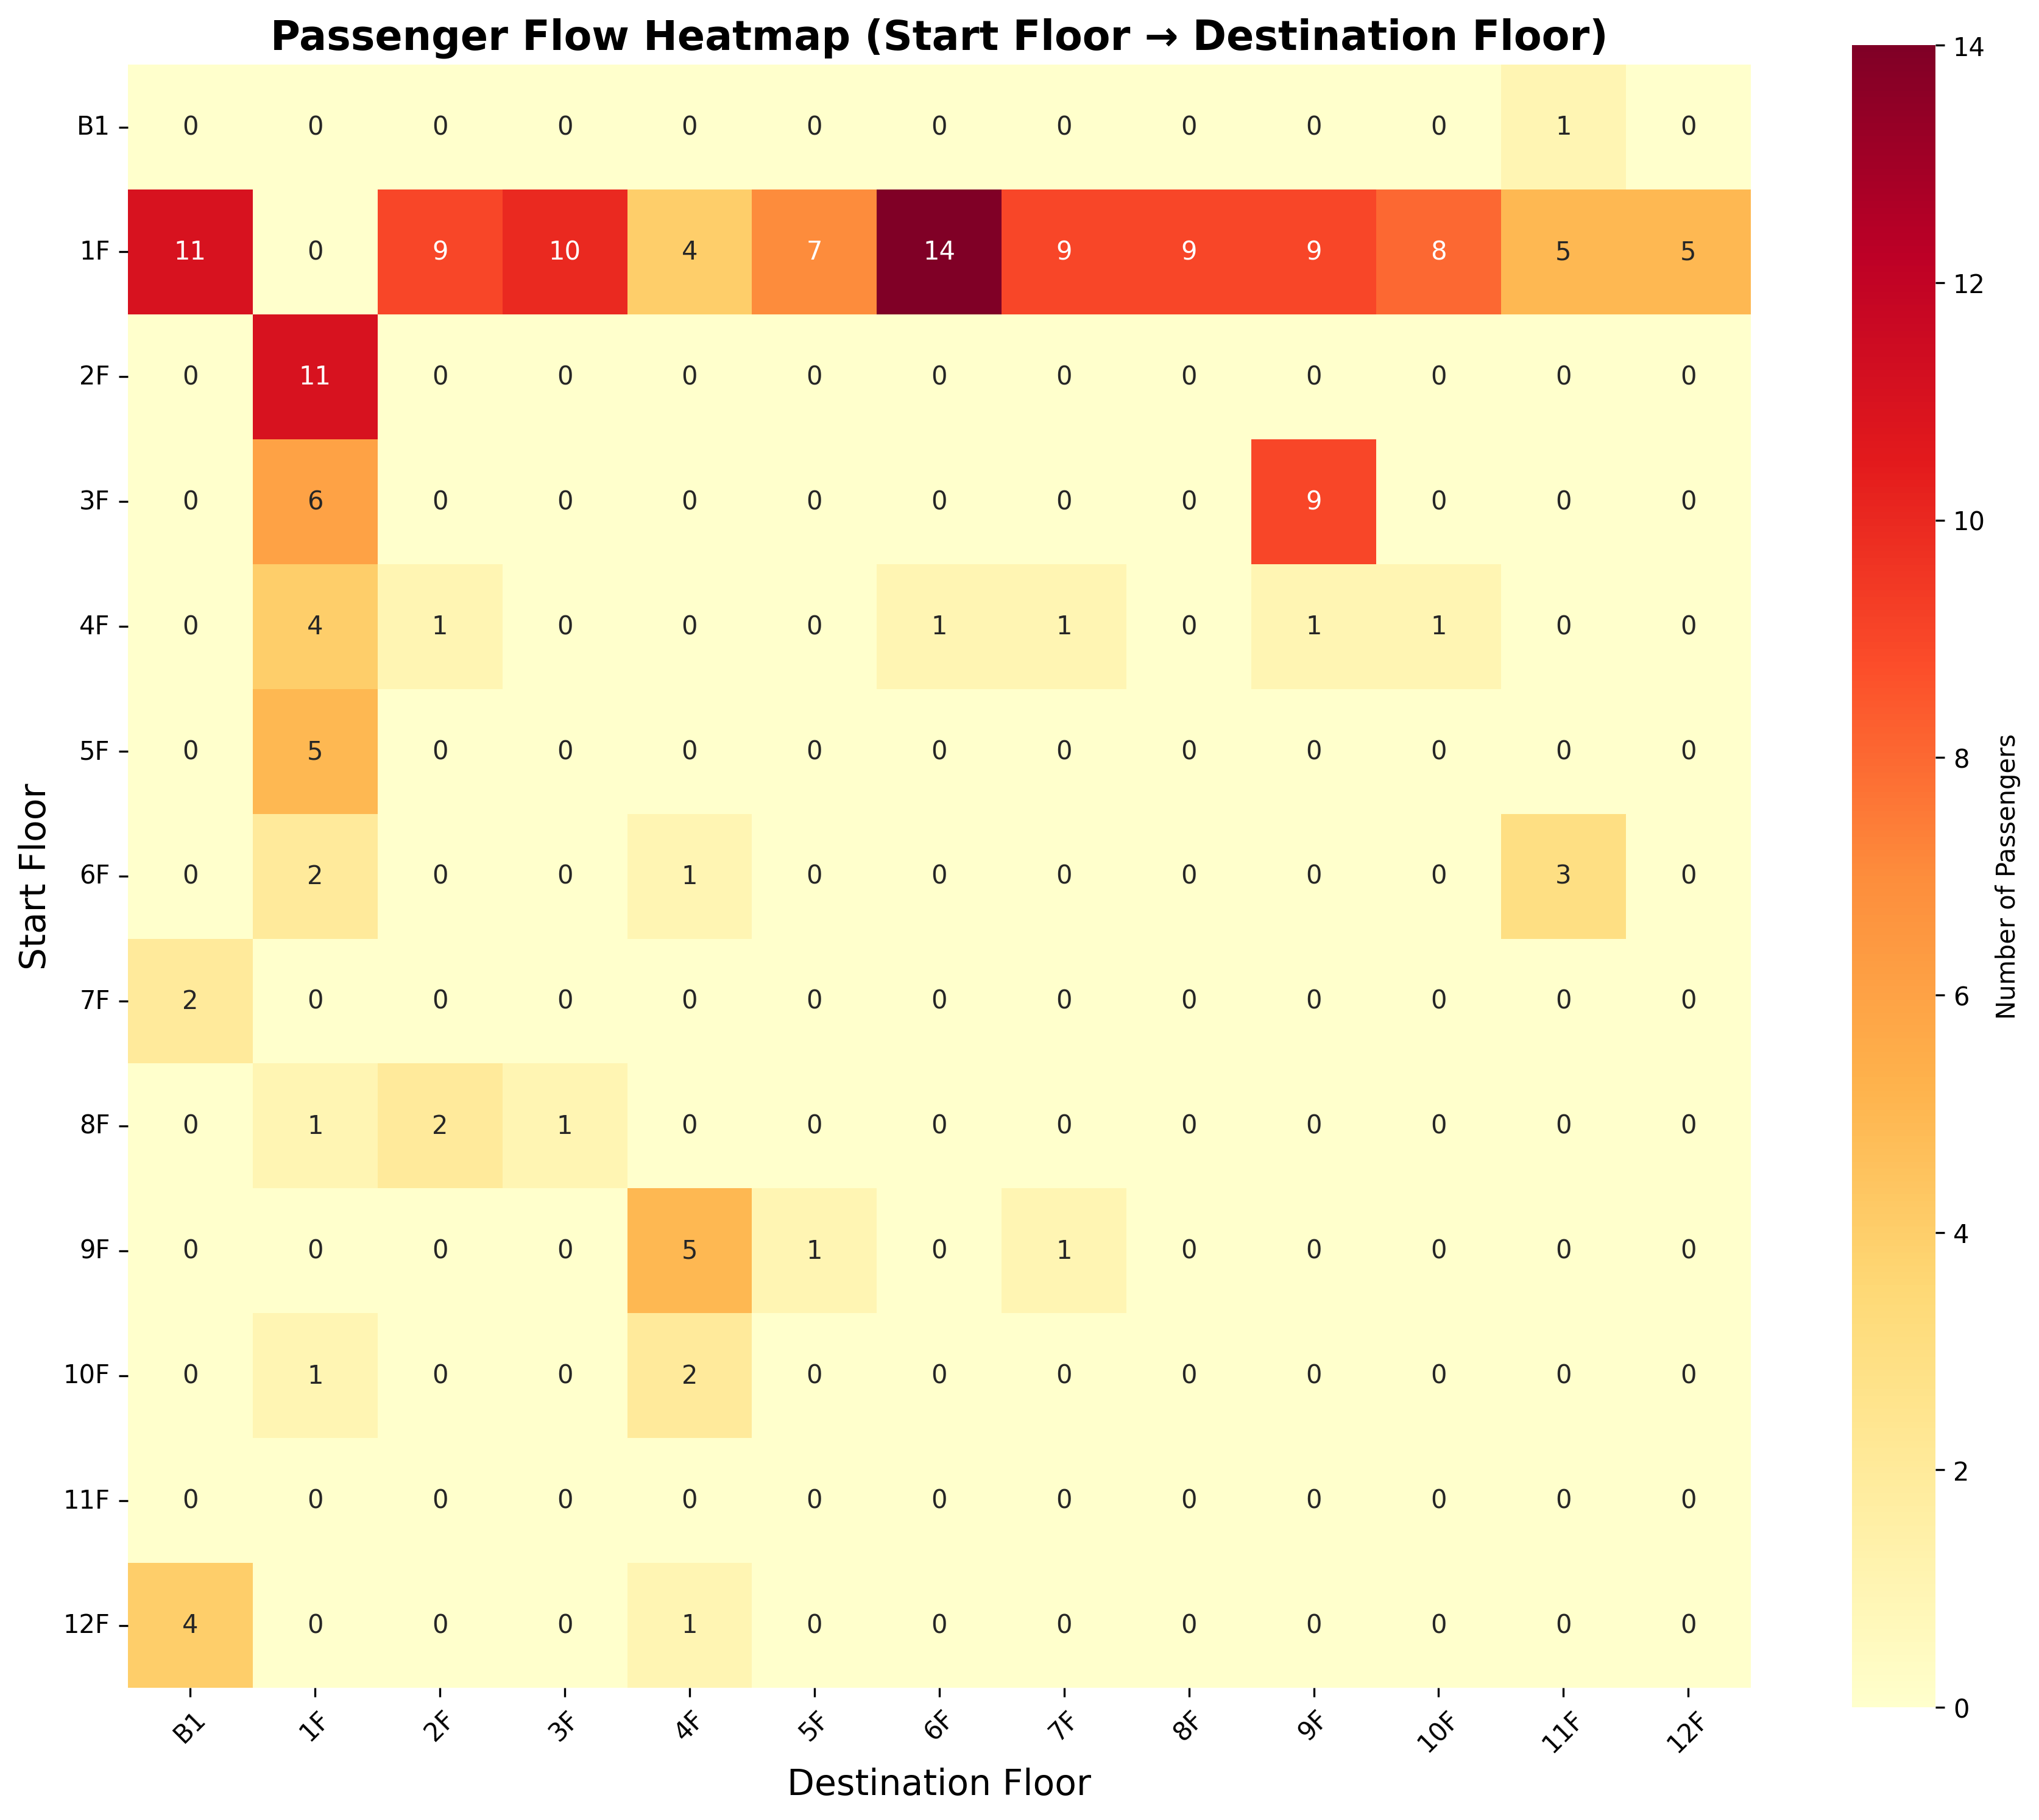 Passenger Flow Heatmap (Start Floor → Destination Floor)
B1 0 0 0 0 0 0 0 0 0 0 0 1 0
1F 11 0 9 10 4 7 14 9 9 9 8 5 5
2F 0 11 0 0 0 0 0 0 0 0 0 0 0
3F 0 6 0 0 0 0 0 0 0 9 0 0 0
4F 0 4 1 0 0 0 1 1 0 1 1 0 0
5F 0 5 0 0 0 0 0 0 0 0 0 0 0
6F 0 2 0 0 1 0 0 0 0 0 0 3 0
7F 2 0 0 0 0 0 0 0 0 0 0 0 0
8F 0 1 2 1 0 0 0 0 0 0 0 0 0
9F 0 0 0 0 5 1 0 1 0 0 0 0 0
10F 0 1 0 0 2 0 0 0 0 0 0 0 0
11F 0 0 0 0 0 0 0 0 0 0 0 0 0
12F 4 0 0 0 1 0 0 0 0 0 0 0 0
B1 1F 2F 3F 4F 5F 6F 7F 8F 9F 10F 11F 12F
Destination Floor
Start Floor
14
12
10
8
6
4
2
0
Number of Passengers